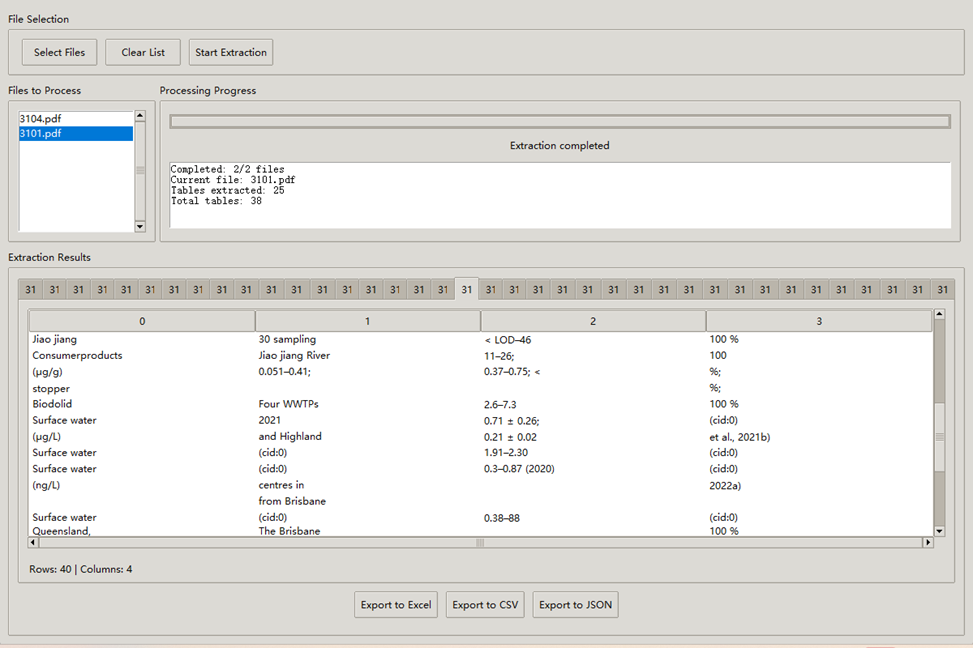 File Selection
Select Files Clear List Start Extraction
Files to Process Processing Progress
3104.pdf
3101.pdf
Extraction completed
Completed: 2/2 files
Current file: 3101.pdf
Tables extracted: 25
Total tables: 38
Extraction Results
31 31 31 31 31 31 31 31 31 31 31 31 31 31 31 31 31 31 31 31 31 31 31 31 31 31 31 31 31 31 31 31 31 31 31 31 31 31
0 1 2 3
Jiao jiang 30 sampling < LOD–46 100 %
Consumerproducts Jiao jiang River 11–26; 100
(μg/g) 0.051–0.41; 0.37–0.75; < %;
stopper %;
Biodolid Four WWTPs 2.6–7.3 100 %
Surface water 2021 0.71 ± 0.26; (cid:0)
(μg/L) and Highland 0.21 ± 0.02 et al., 2021b)
Surface water (cid:0) 1.91–2.30 (cid:0)
Surface water (cid:0) 0.3–0.87 (2020) (cid:0)
(ng/L) centres in 2022a)
from Brisbane
Surface water (cid:0) 0.38–88 (cid:0)
Queensland, The Brisbane 100 %
Rows: 40 | Columns: 4
Export to Excel Export to CSV Export to JSON